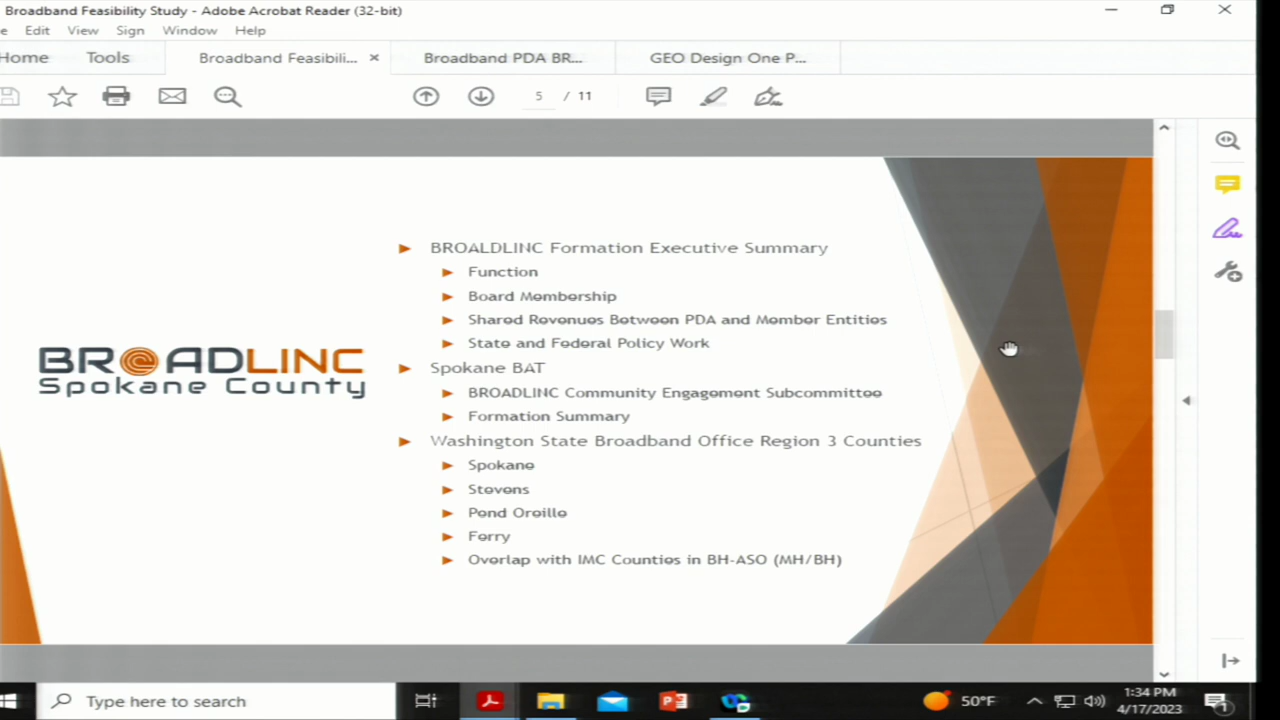 Broadband Feasibility Study - Adobe Acrobat Reader (32-bit)
e Edit View Sign Window Help
Home Tools Broadband Feasibili... × Broadband PDA BR... GEO Design One P...
5 / 11
BROALDLINC Formation Executive Summary
Function
Board Membership
Shared Revenues Between PDA and Member Entities
State and Federal Policy Work
BROADLINC
Spokane County
Spokane BAT
BROADLINC Community Engagement Subcommittee
Formation Summary
Washington State Broadband Office Region 3 Counties
Spokane
Stevens
Pend Oreille
Ferry
Overlap with IMC Counties in BH-ASO (MH/BH)
Type here to search
50°F
1:34 PM
4/17/2023
1